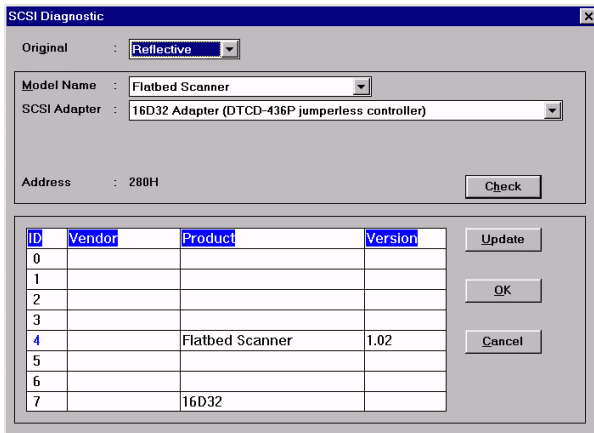 SCSI Diagnostic
Original : Reflective
Model Name : Flatbed Scanner
SCSI Adapter : 16D32 Adapter (DTCD-436P jumperless controller)
Address : 280H
Check
ID Vendor Product Version
Update
0
1
2
OK
3
4 Flatbed Scanner 1.02
Cancel
5
6
7 16D32